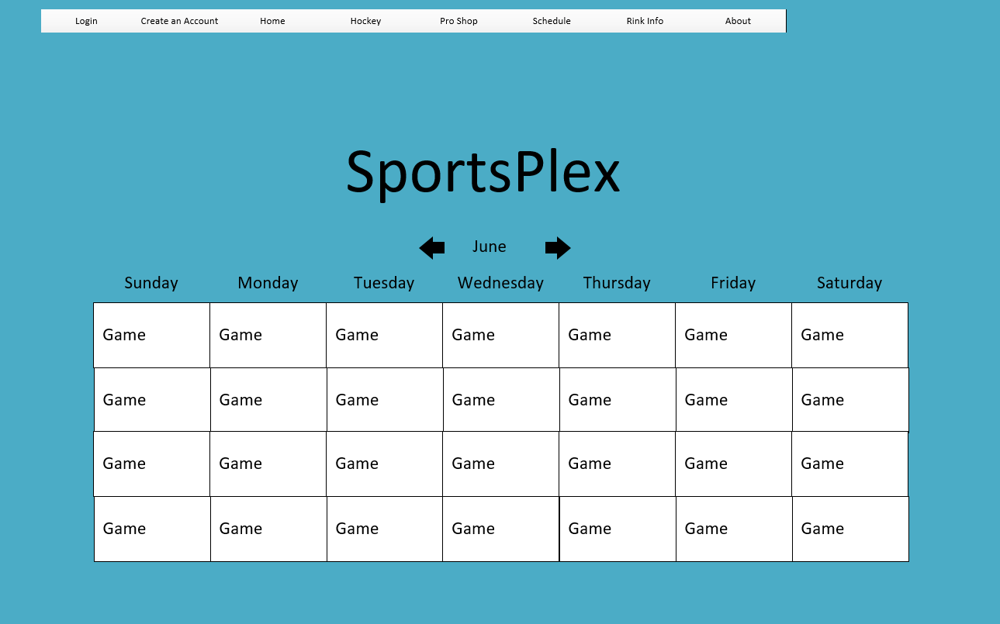 Login Create an Account Home Hockey Pro Shop Schedule Rink Info About
SportsPlex
June
Sunday Monday Tuesday Wednesday Thursday Friday Saturday
Game Game Game Game Game Game Game
Game Game Game Game Game Game Game
Game Game Game Game Game Game Game
Game Game Game Game Game Game Game